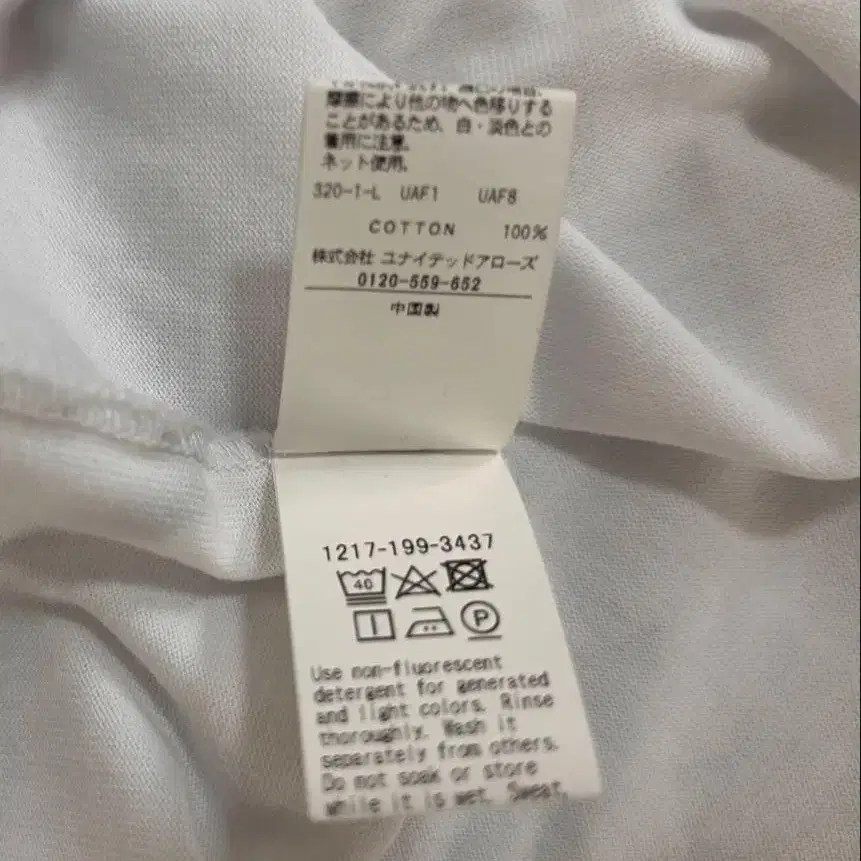 摩擦により他の物へ色移りする
ことがあるため、白・淡色との
着用に注意。
ネット使用。
320-1-L UAF1 UAF8
COTTON 100%
株式会社 ユナイテッドアローズ
0120-559-652
中国製
1217-199-3437
40
P
Use non-fluorescent
detergent for generated
and light colors. Rinse
thoroughly. Wash it
separately from others.
Do not soak or store
while it is wet. Sweat,